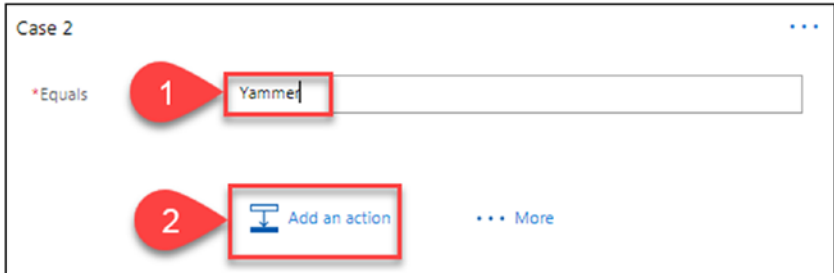 Case 2
*Equals 1 Yammer
2 Add an action ... More